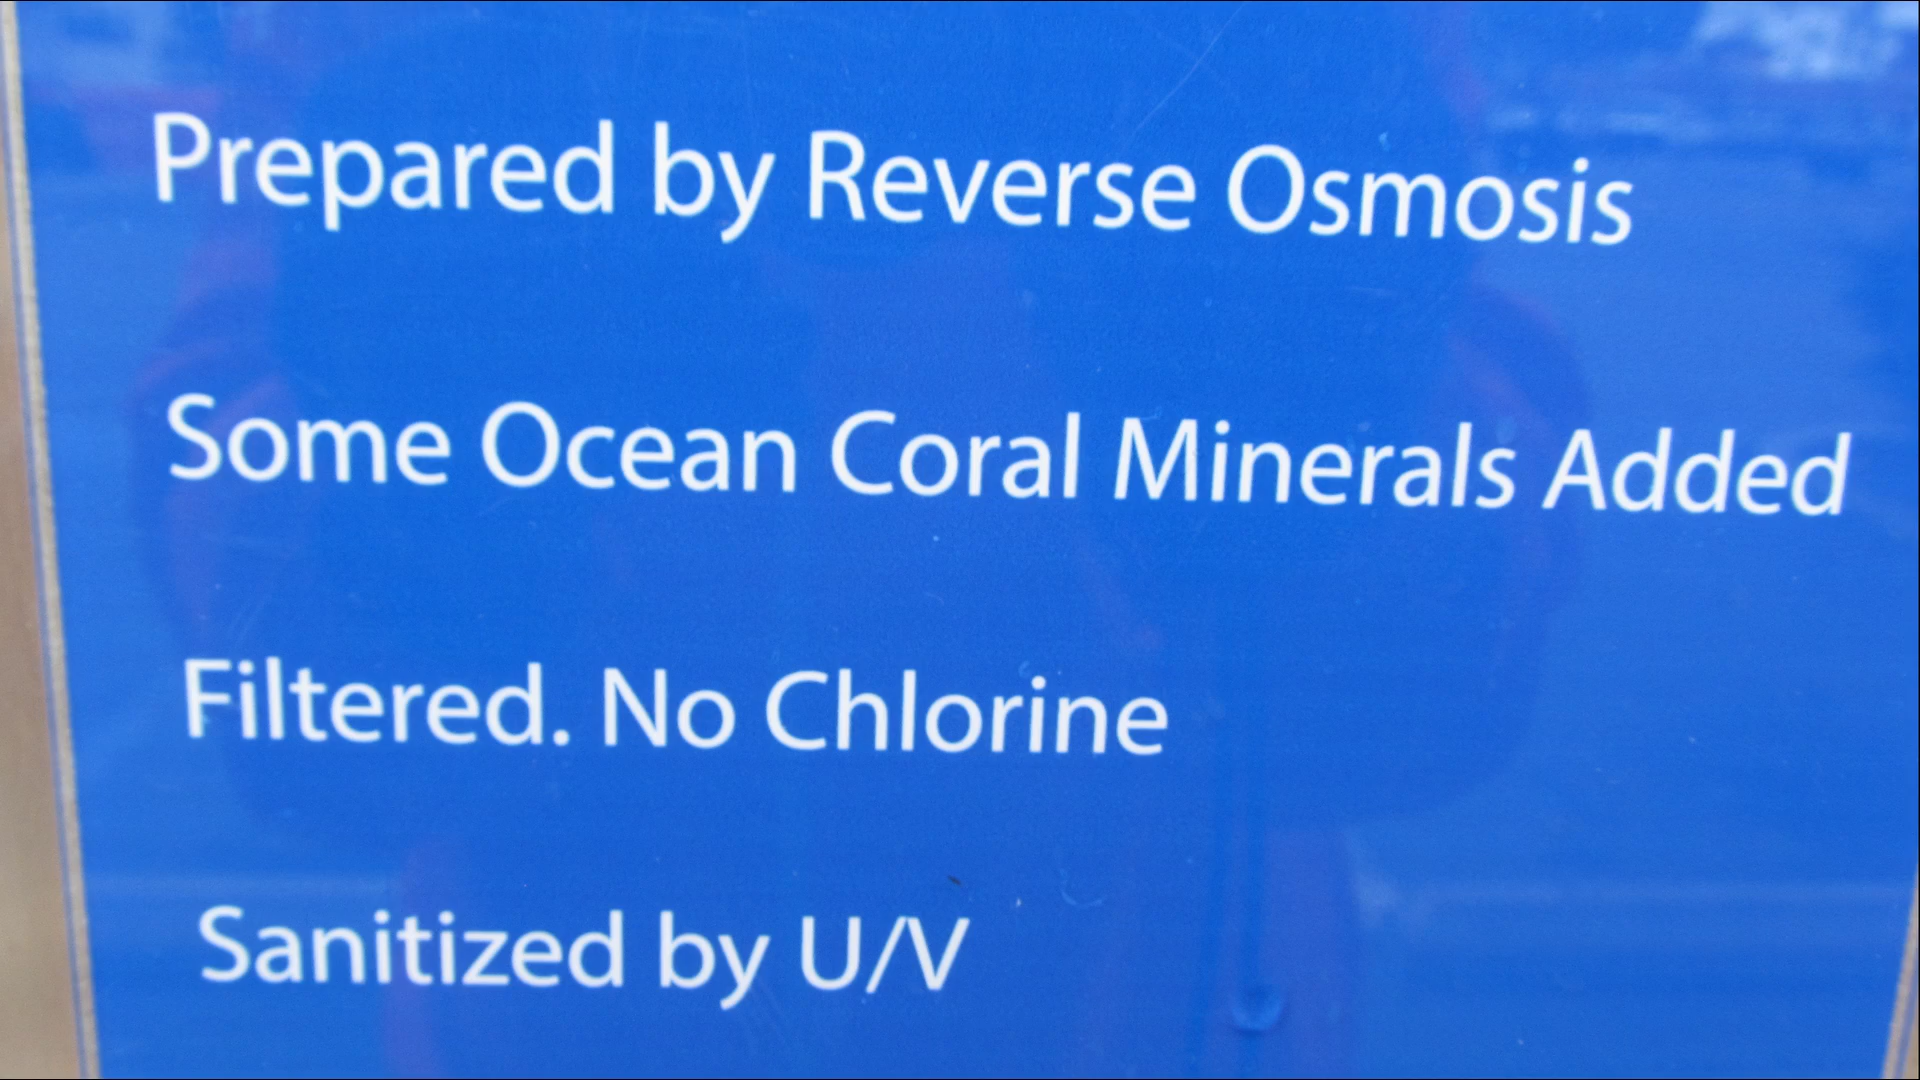 Prepared by Reverse Osmosis
Some Ocean Coral Minerals Added
Filtered. No Chlorine
Sanitized by U/V